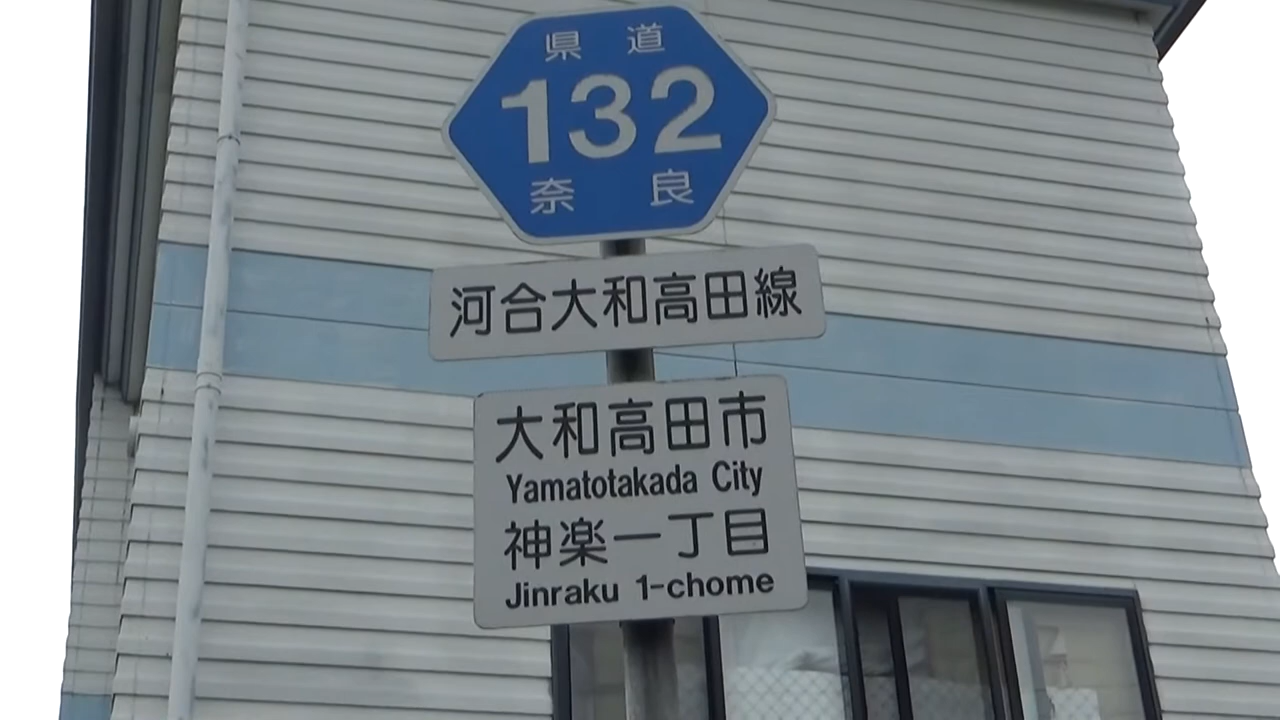 県道
132
奈良
河合大和高田線
大和高田市
Yamatotakada City
神楽一丁目
Jinraku 1-chome